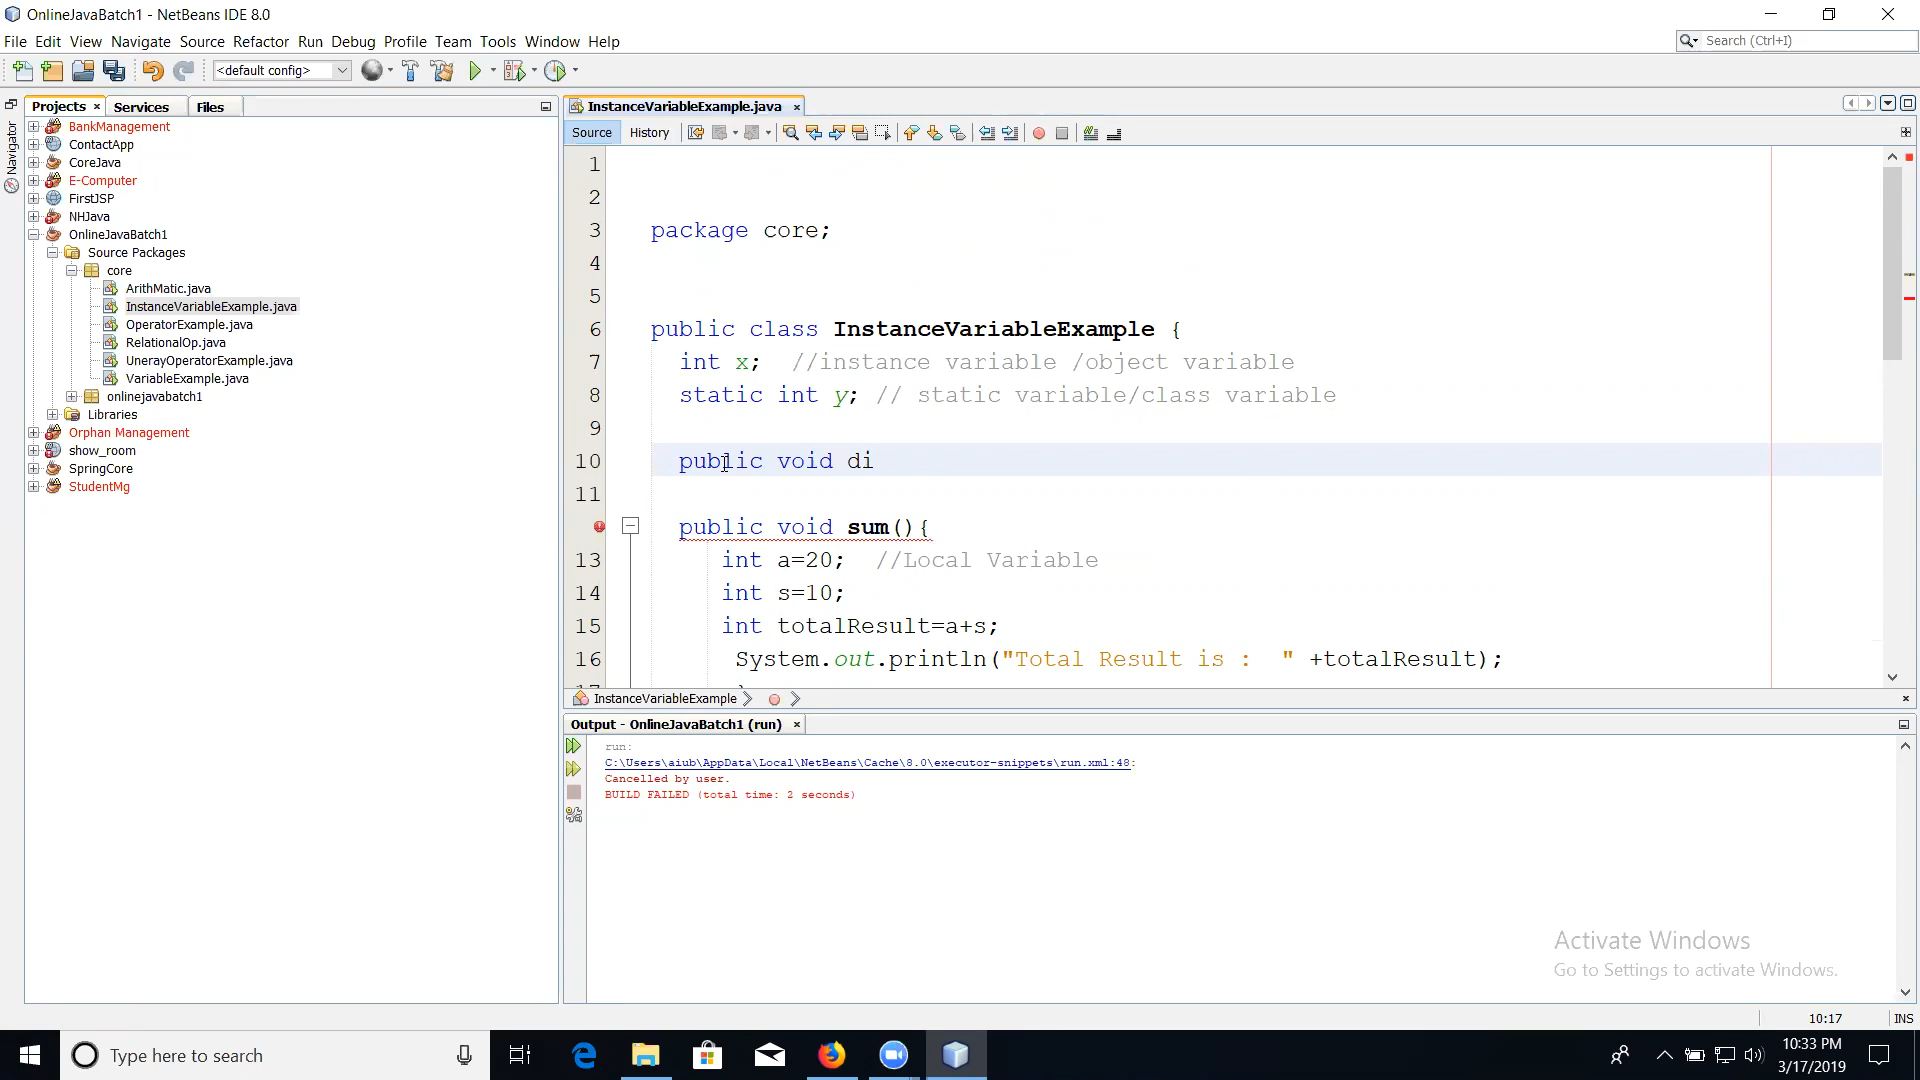 OnlineJavaBatch1 - NetBeans IDE 8.0
File Edit View Navigate Source Refactor Run Debug Profile Team Tools Window Help
Search (Ctrl+I)
<default config>
Projects Services Files
Navigator
BankManagement
ContactApp
CoreJava
E-Computer
FirstJSP
NHJava
OnlineJavaBatch1
Source Packages
core
ArithMatic.java
InstanceVariableExample.java
OperatorExample.java
RelationalOp.java
UnerayOperatorExample.java
VariableExample.java
onlinejavabatch1
Libraries
Orphan Management
show_room
SpringCore
StudentMg
InstanceVariableExample.java
Source History
1
2
3 package core;
4
5
6 public class InstanceVariableExample {
7 int x; //instance variable /object variable
8 static int y; // static variable/class variable
9
10 public void di
11
public void sum(){
13 int a=20; //Local Variable
14 int s=10;
15 int totalResult=a+s;
16 System.out.println("Total Result is : " +totalResult);
InstanceVariableExample
Output - OnlineJavaBatch1 (run)
run:
C:\Users\aiub\AppData\Local\NetBeans\Cache\8.0\executor-snippets\run.xml:48:
Cancelled by user.
BUILD FAILED (total time: 2 seconds)
Activate Windows
Go to Settings to activate Windows.
10:17 INS
Type here to search
10:33 PM
3/17/2019